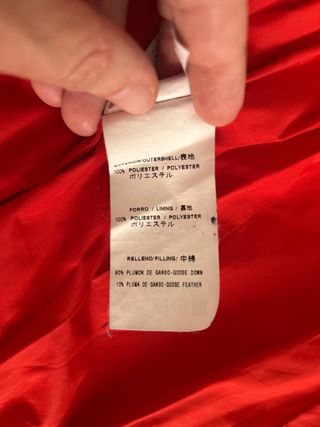 /OUTERSHELL/表地
100% POLIESTER / POLYESTER
ポリエステル
FORRO / LINING / 裏地
100% POLIESTER / POLYESTER
ポリエステル
RELLENO/FILLING/ 中綿
90% PLUMON DE GANSO-GOOSE DOWN
10% PLUMA DE GANSO-GOOSE FEATHER